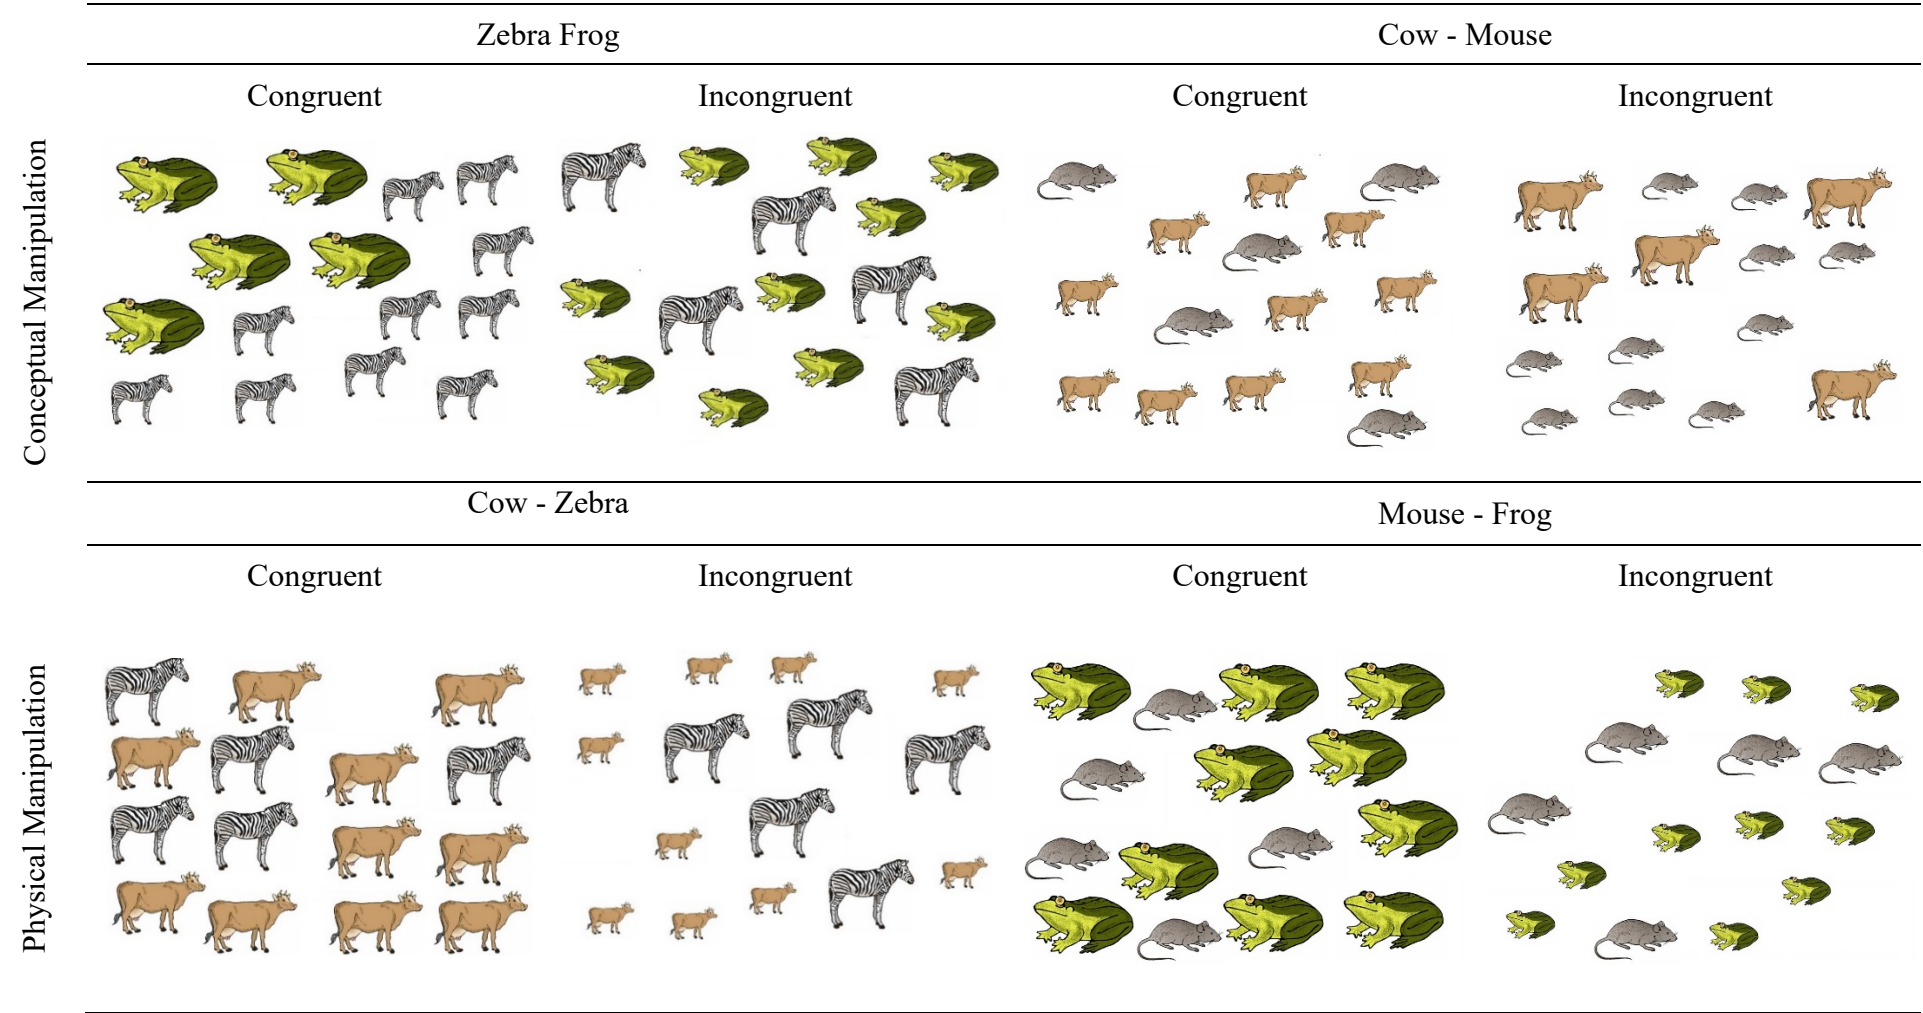 Zebra Frog
Cow - Mouse
Congruent
Incongruent
Congruent
Incongruent
Conceptual Manipulation
Cow - Zebra
Mouse - Frog
Congruent
Incongruent
Congruent
Incongruent
Physical Manipulation